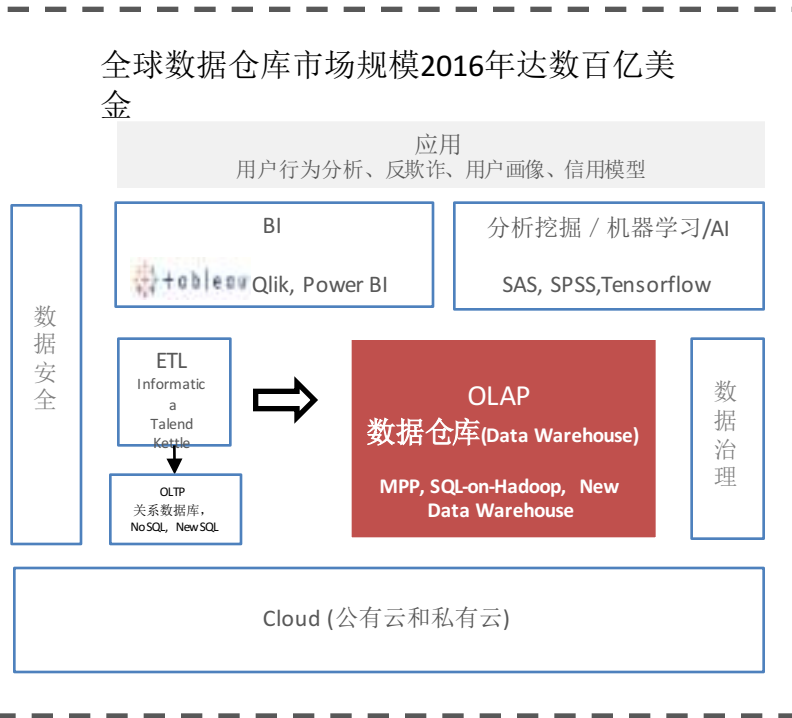 全球数据仓库市场规模2016年达数百亿美
金
应用
用户行为分析、反欺诈、用户画像、信用模型
BI
tableau Qlik, Power BI
分析挖掘 / 机器学习/AI
SAS, SPSS,Tensorflow
数
据
安
全
ETL
Informatic
a
Talend
Kettle
OLTP
关系数据库,
NoSQL, NewSQL
OLAP
数据仓库(Data Warehouse)
MPP, SQL-on-Hadoop, New
Data Warehouse
数
据
治
理
Cloud (公有云和私有云)